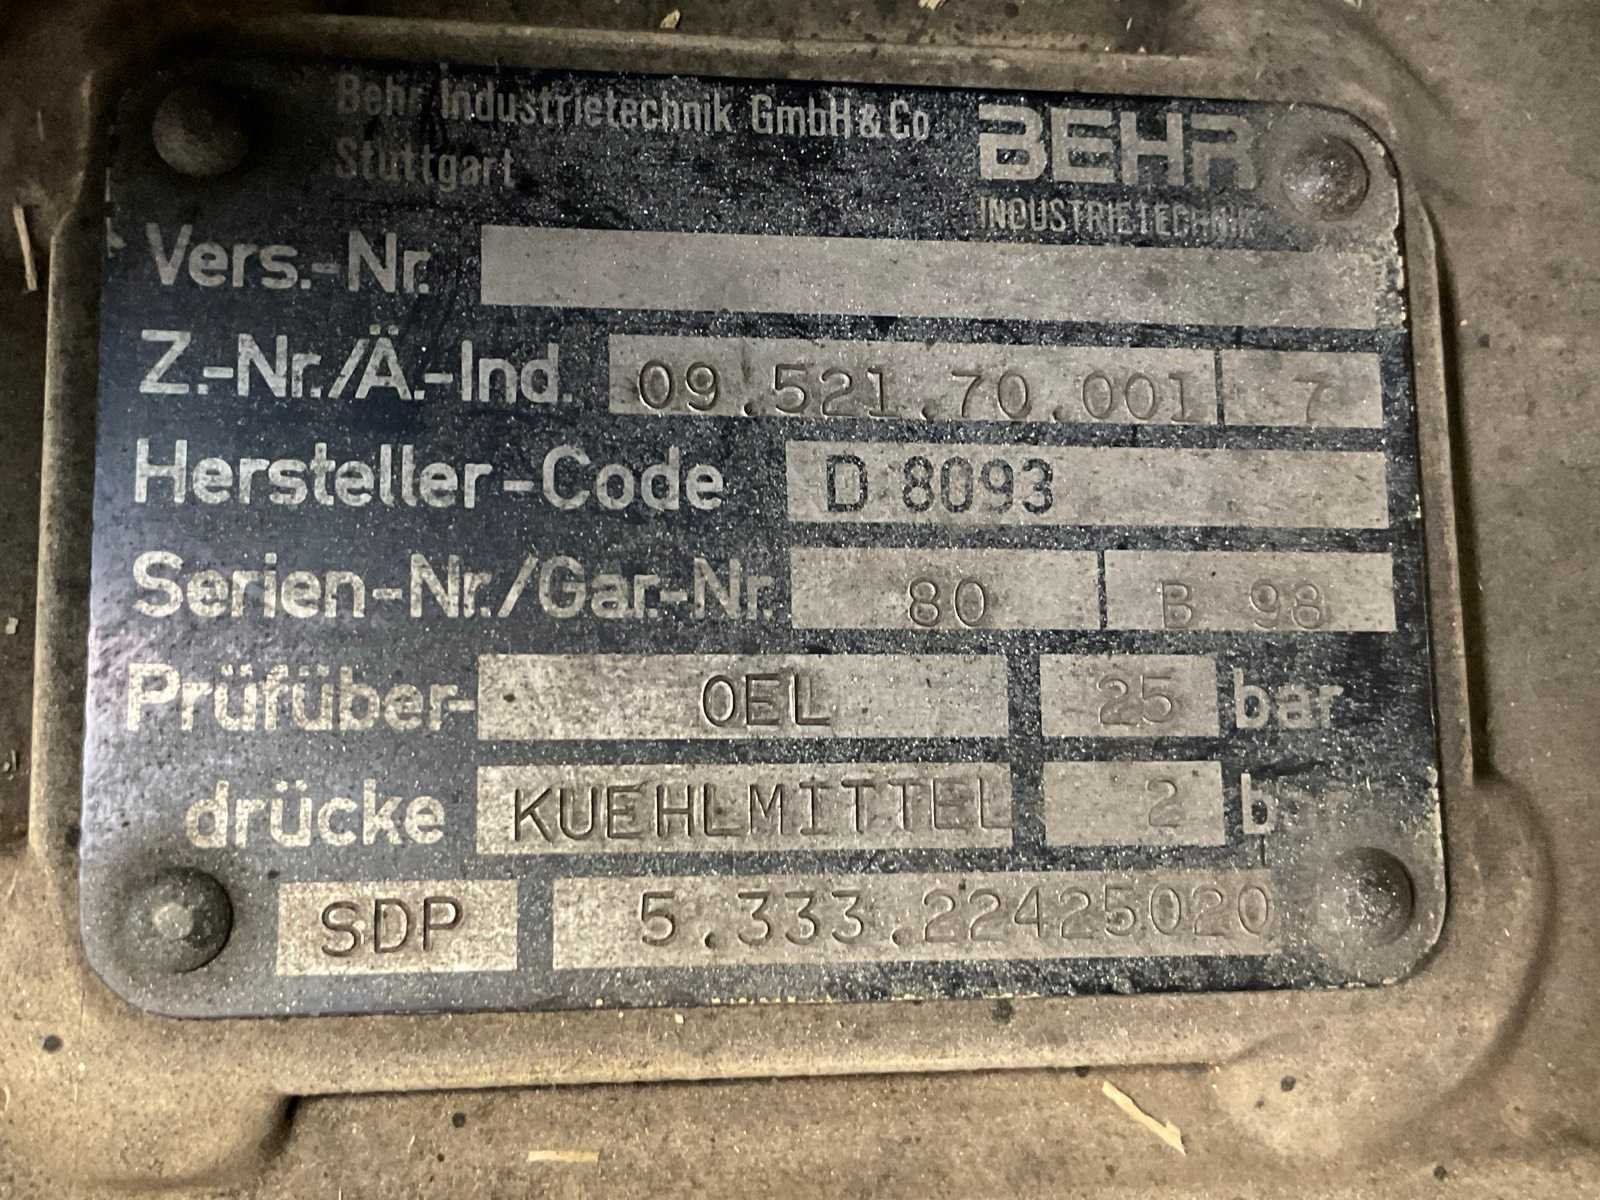 Behr Industrietechnik GmbH & Co
Stuttgart
BEHR
INDUSTRIETECHNIK
Vers.-Nr.
Z.-Nr./Ä.-Ind. 09.521.70.001 7
Hersteller-Code D 8093
Serien-Nr./Gar.-Nr. 80 B 98
Prüfüber- OEL 25 bar
drücke KUEHLMITTEL 2 bar
SDP 5.333.22425020